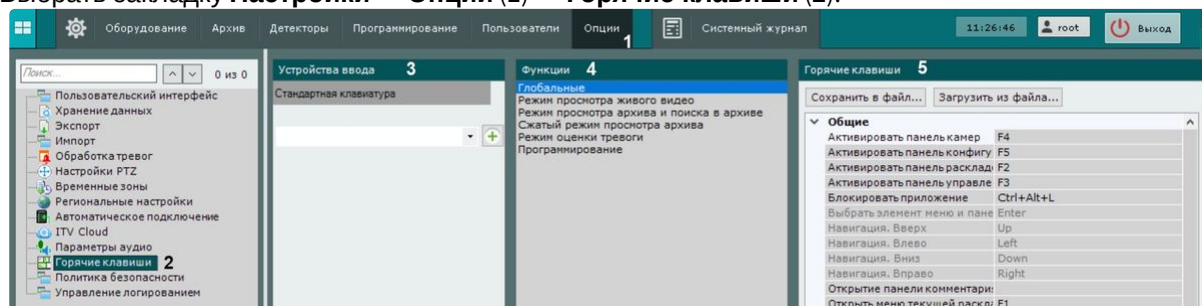 Выбрать закладку Настройки – Опции (1) – Горячие клавиши (2).
Оборудование Архив Детекторы Программирование Пользователи Опции 1 Системный журнал 11:26:46 root Выход
Поиск... 0 из 0
Пользовательский интерфейс
Хранение данных
Экспорт
Импорт
Обработка тревог
Настройки PTZ
Временные зоны
Региональные настройки
Автоматическое подключение
ITV Cloud
Параметры аудио
Горячие клавиши 2
Политика безопасности
Управление логированием
Устройства ввода 3
Стандартная клавиатура
Функции 4
Глобальные
Режим просмотра живого видео
Режим просмотра архива и поиска в архиве
Сжатый режим просмотра архива
Режим оценки тревоги
Программирование
Горячие клавиши 5
Сохранить в файл... Загрузить из файла...
Общие
Активировать панель камер F4
Активировать панель конфигу F5
Активировать панель расклад F2
Активировать панель управле F3
Блокировать приложение Ctrl+Alt+L
Выбрать элемент меню и пане Enter
Навигация. Вверх Up
Навигация. Влево Left
Навигация. Вниз Down
Навигация. Вправо Right
Открытие панели комментари
Открыть меню текущей раскла F1